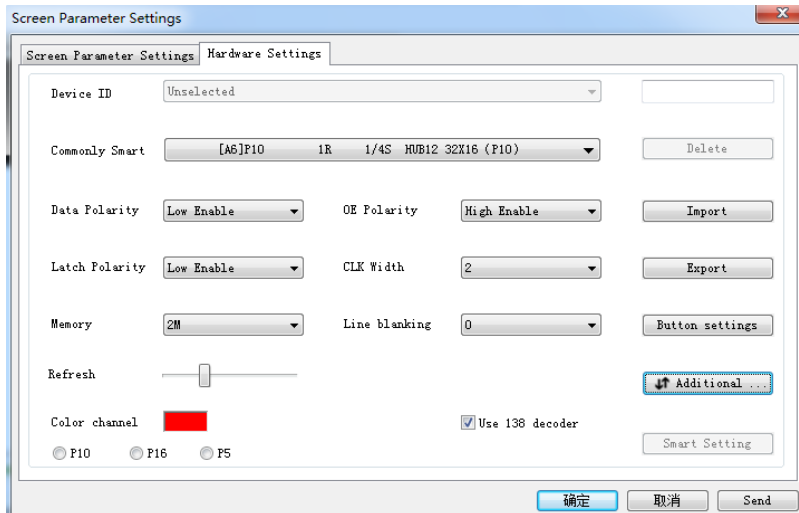 Screen Parameter Settings
Screen Parameter Settings Hardware Settings
Device ID Unselected
Commonly Smart [A6]P10 1R 1/4S HUB12 32X16 (P10) Delete
Data Polarity Low Enable OE Polarity High Enable Import
Latch Polarity Low Enable CLK Width 2 Export
Memory 2M Line blanking 0 Button settings
Refresh Additional ...
Color channel Use 138 decoder
Smart Setting
P10 P16 P5
确定 取消 Send